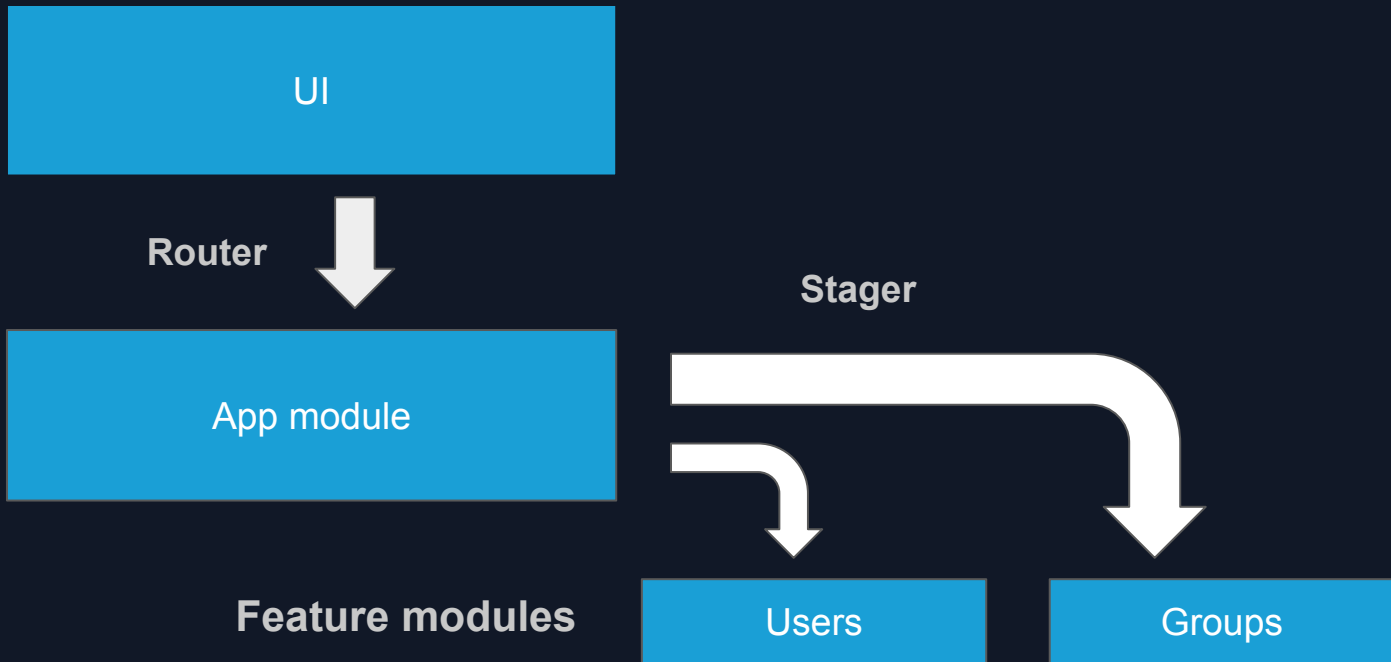 UI
Router
Stager
App module
Feature modules
Users
Groups